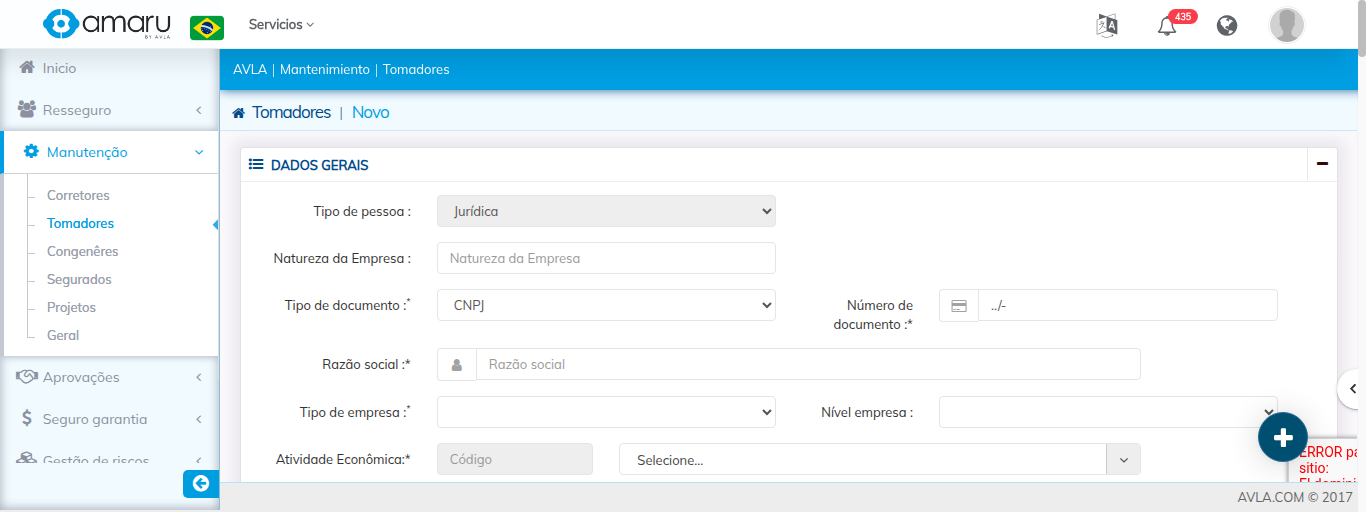 amaru
BY AVLA
Servicios
435
Inicio
Resseguro
Manutenção
Corretores
Tomadores
Congenêres
Segurados
Projetos
Geral
Aprovações
Seguro garantia
Gestão de riscos
AVLA | Mantenimiento | Tomadores
Tomadores | Novo
DADOS GERAIS
Tipo de pessoa :
Jurídica
Natureza da Empresa :
Natureza da Empresa
Tipo de documento :*
CNPJ
Número de
documento :*
../-
Razão social :*
Razão social
Tipo de empresa :*
Nível empresa :
Atividade Econômica:*
Código
Selecione...
ERROR pa
sitio:
El domini
AVLA.COM © 2017